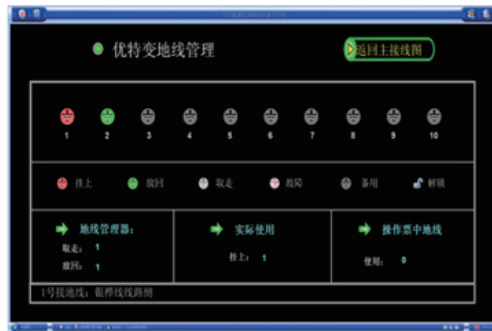 优特变地线管理
返回主接线图
1 2 3 4 5 6 7 8 9 10
挂上 放回 取走 故障 备用 解锁
地线管理器: 实际使用 操作票中地线
取走: 1
挂上: 1 使用: 0
放回: 1
1号接地线: 银桦线线路侧